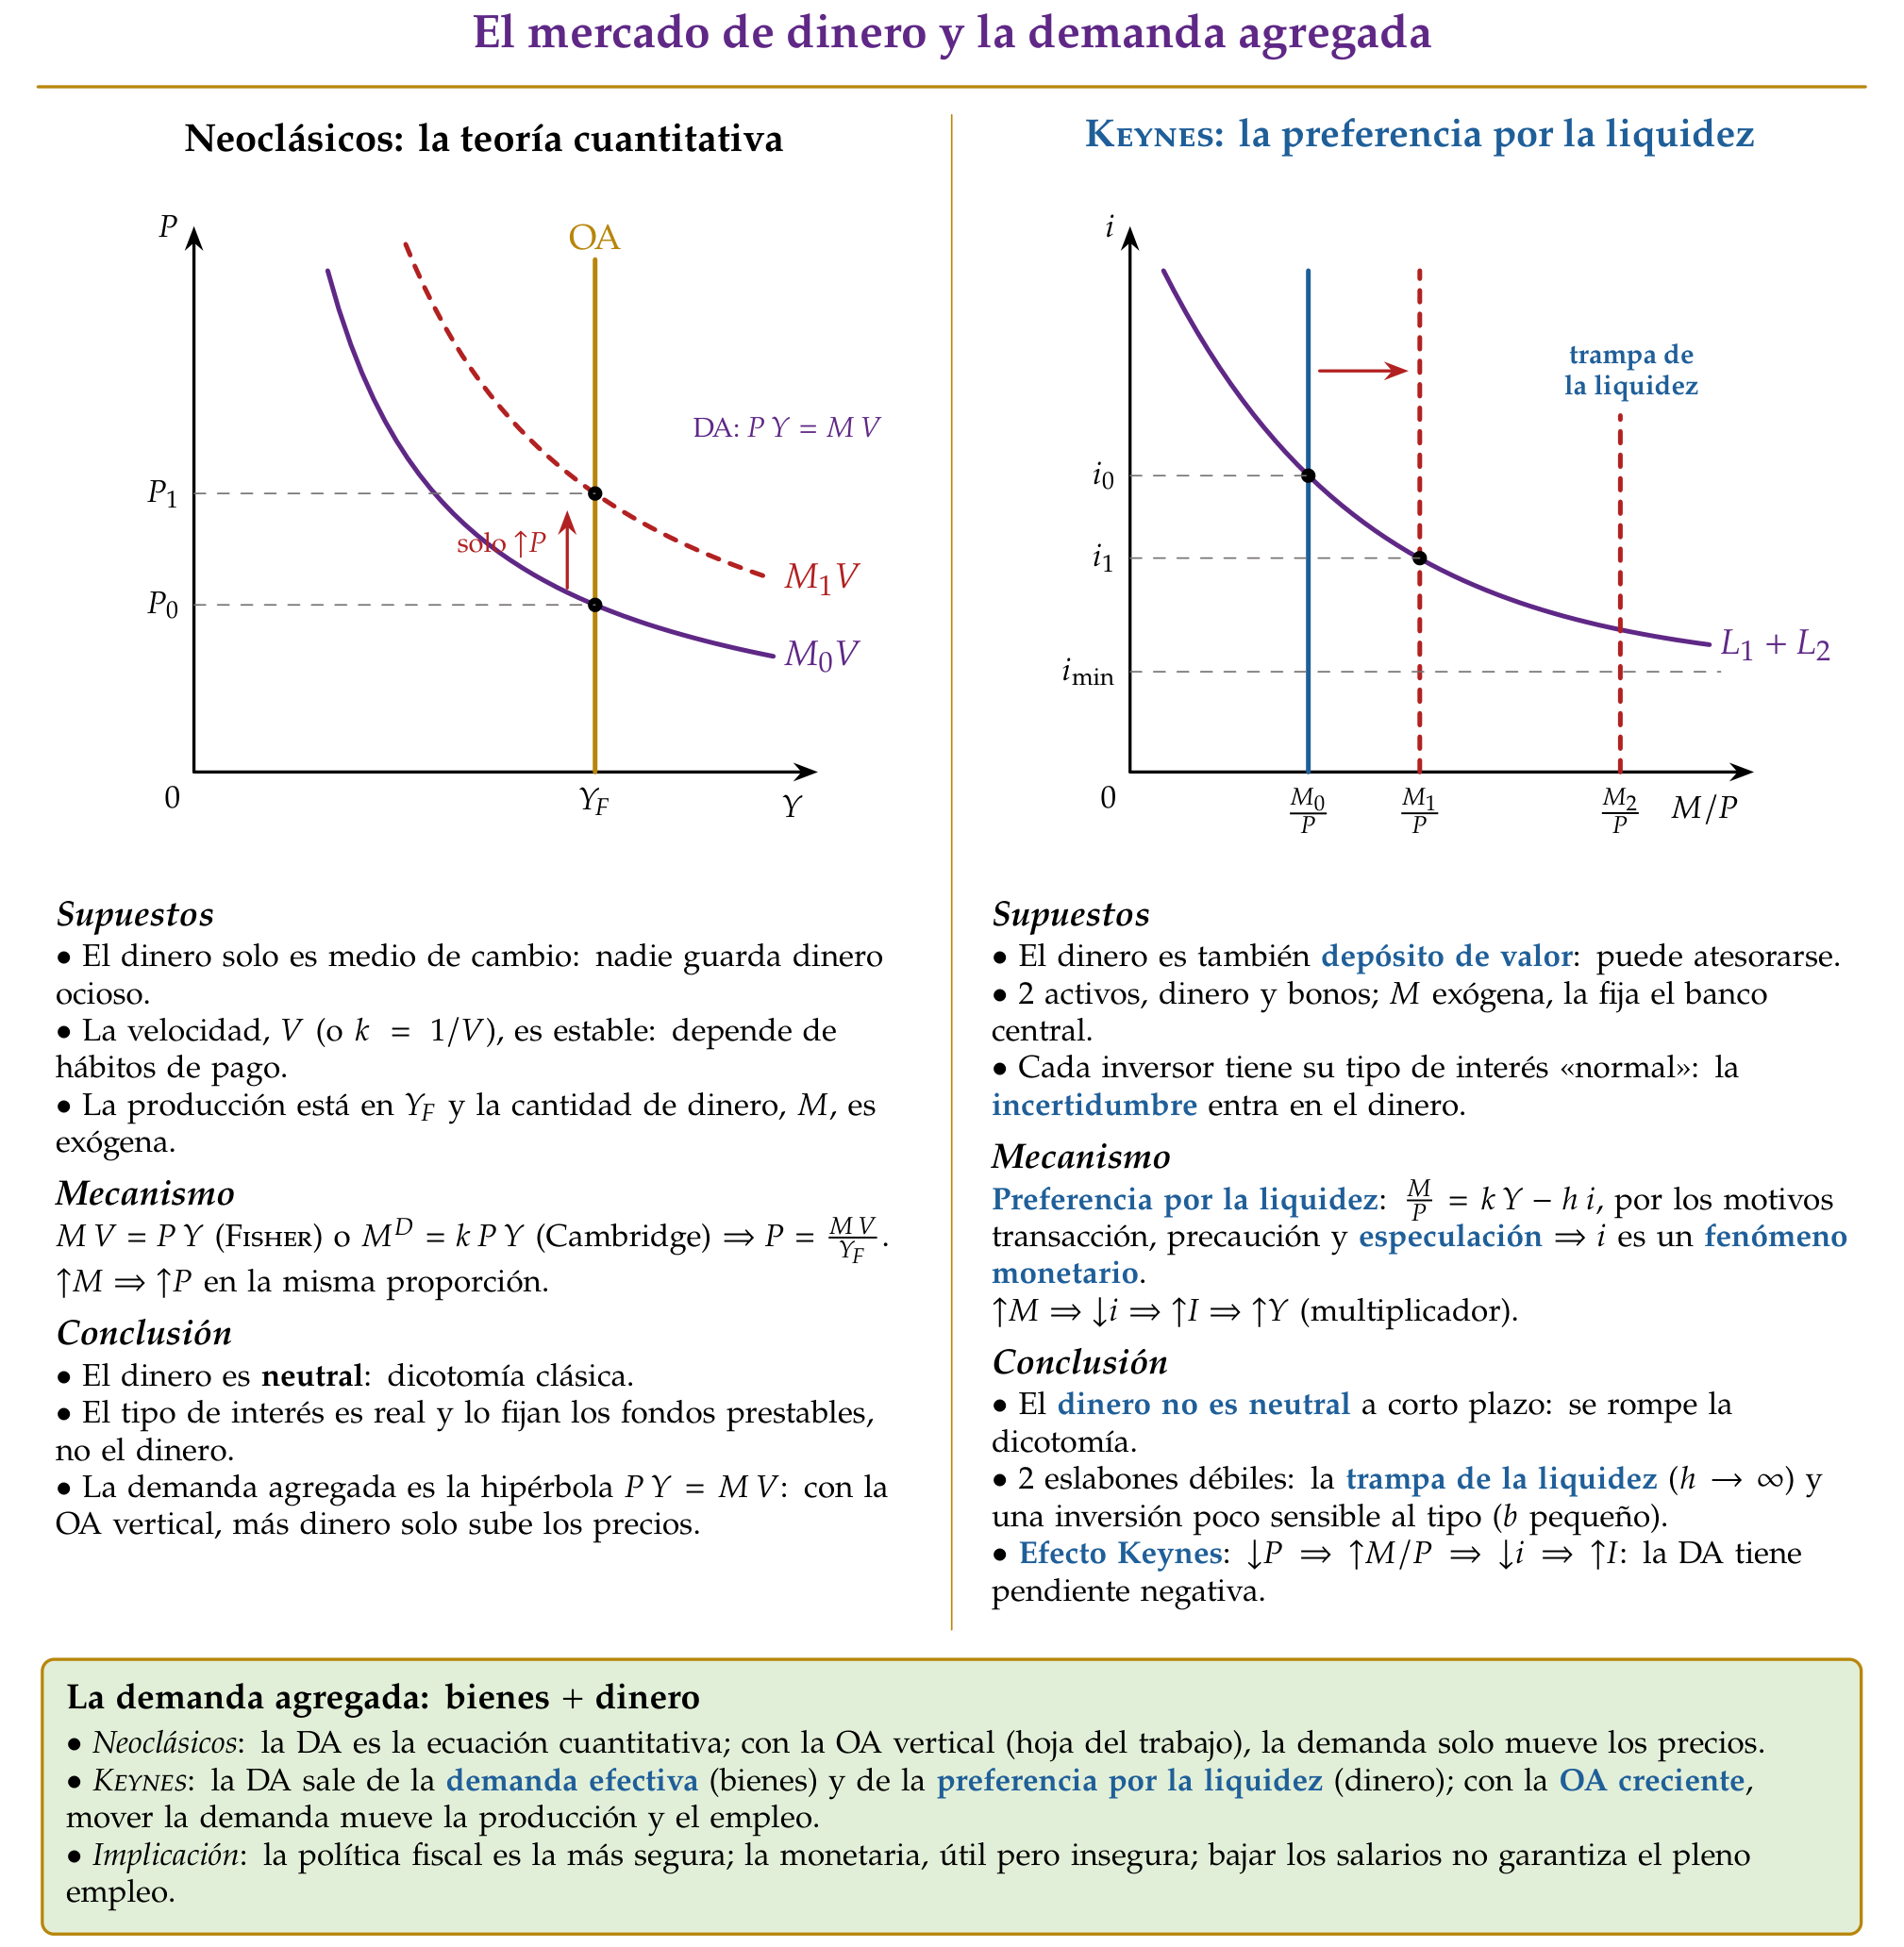 El mercado de dinero y la demanda agregada
Neoclásicos: la teoría cuantitativa
P
OA
DA: P Y = M V
P₁
solo ↑P
M₁V
P₀
M₀V
0
Y_F
Y
Supuestos
• El dinero solo es medio de cambio: nadie guarda dinero
ocioso.
• La velocidad, V (o k = 1/V), es estable: depende de
hábitos de pago.
• La producción está en Y_F y la cantidad de dinero, M, es
exógena.
Mecanismo
M V = P Y (Fisher) o M^D = k P Y (Cambridge) ⇒ P = M V/Y_F.
↑M ⇒ ↑P en la misma proporción.
Conclusión
• El dinero es neutral: dicotomía clásica.
• El tipo de interés es real y lo fijan los fondos prestables,
no el dinero.
• La demanda agregada es la hipérbola P Y = M V: con la
OA vertical, más dinero solo sube los precios.
Keynes: la preferencia por la liquidez
i
trampa de
la liquidez
i₀
i₁
L₁ + L₂
i_min
0
M₀/P
M₁/P
M₂/P
M/P
Supuestos
• El dinero es también depósito de valor: puede atesorarse.
• 2 activos, dinero y bonos; M exógena, la fija el banco
central.
• Cada inversor tiene su tipo de interés «normal»: la
incertidumbre entra en el dinero.
Mecanismo
Preferencia por la liquidez: M/P = k Y − h i, por los motivos
transacción, precaución y especulación ⇒ i es un fenómeno
monetario.
↑M ⇒ ↓i ⇒ ↑I ⇒ ↑Y (multiplicador).
Conclusión
• El dinero no es neutral a corto plazo: se rompe la
dicotomía.
• 2 eslabones débiles: la trampa de la liquidez (h → ∞) y
una inversión poco sensible al tipo (b pequeño).
• Efecto Keynes: ↓P ⇒ ↑M/P ⇒ ↓i ⇒ ↑I: la DA tiene
pendiente negativa.
La demanda agregada: bienes + dinero
• Neoclásicos: la DA es la ecuación cuantitativa; con la OA vertical (hoja del trabajo), la demanda solo mueve los precios.
• Keynes: la DA sale de la demanda efectiva (bienes) y de la preferencia por la liquidez (dinero); con la OA creciente,
mover la demanda mueve la producción y el empleo.
• Implicación: la política fiscal es la más segura; la monetaria, útil pero insegura; bajar los salarios no garantiza el pleno
empleo.